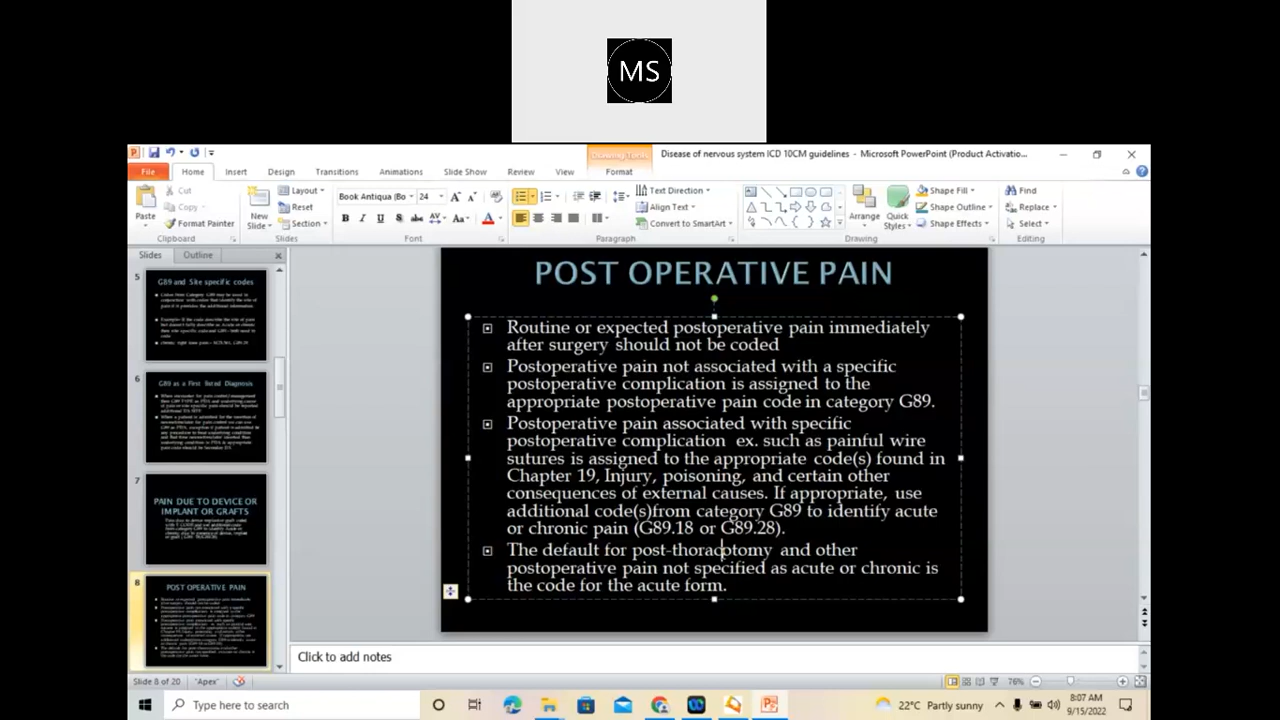 MS
Disease of nervous system ICD 10CM guidelines - Microsoft PowerPoint (Product Activatio...
Drawing Tools
File Home Insert Design Transitions Animations Slide Show Review View Format
Paste Cut Copy Format Painter
Clipboard
New Slide Layout Reset Section
Slides
Book Antiqua (Bo 24
Font
Text Direction
Align Text
Convert to SmartArt
Paragraph
Arrange Quick Styles Shape Fill Shape Outline Shape Effects
Drawing
Find
Replace
Select
Editing
Slides Outline
5
G89 and Site specific codes
6
G89 as a First listed Diagnosis
7
PAIN DUE TO DEVICE OR
IMPLANT OR GRAFTS
8
POST OPERATIVE PAIN
POST OPERATIVE PAIN
Routine or expected postoperative pain immediately
after surgery should not be coded
Postoperative pain not associated with a specific
postoperative complication is assigned to the
appropriate postoperative pain code in category G89.
Postoperative pain associated with specific
postoperative complication ex. such as painful wire
sutures is assigned to the appropriate code(s) found in
Chapter 19, Injury, poisoning, and certain other
consequences of external causes. If appropriate, use
additional code(s)from category G89 to identify acute
or chronic pain (G89.18 or G89.28).
The default for post-thoracotomy and other
postoperative pain not specified as acute or chronic is
the code for the acute form.
Click to add notes
Slide 8 of 20 "Apex" 76%
Type here to search
22°C Partly sunny
8:07 AM
9/15/2022